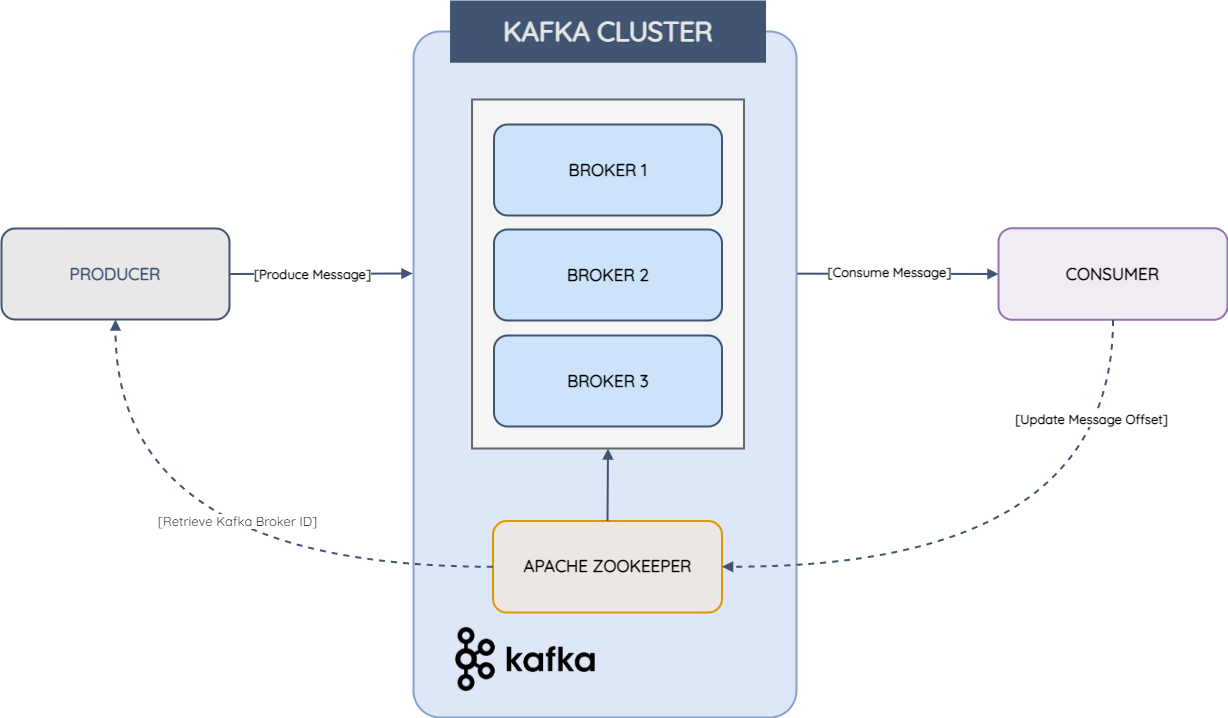 KAFKA CLUSTER
BROKER 1
BROKER 2
BROKER 3
PRODUCER
[Produce Message]
[Consume Message]
CONSUMER
[Update Message Offset]
[Retrieve Kafka Broker ID]
APACHE ZOOKEEPER
kafka